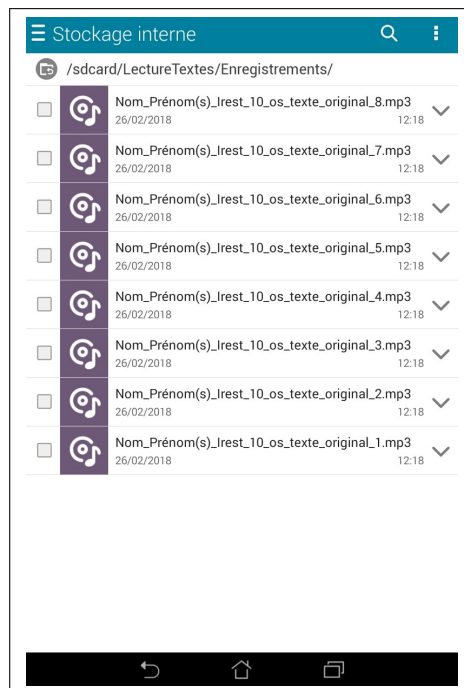 Stockage interne
/sdcard/LectureTextes/Enregistrements/
Nom_Prénom(s)_Irest_10_os_texte_original_8.mp3
26/02/2018 12:18
Nom_Prénom(s)_Irest_10_os_texte_original_7.mp3
26/02/2018 12:18
Nom_Prénom(s)_Irest_10_os_texte_original_6.mp3
26/02/2018 12:18
Nom_Prénom(s)_Irest_10_os_texte_original_5.mp3
26/02/2018 12:18
Nom_Prénom(s)_Irest_10_os_texte_original_4.mp3
26/02/2018 12:18
Nom_Prénom(s)_Irest_10_os_texte_original_3.mp3
26/02/2018 12:18
Nom_Prénom(s)_Irest_10_os_texte_original_2.mp3
26/02/2018 12:18
Nom_Prénom(s)_Irest_10_os_texte_original_1.mp3
26/02/2018 12:18